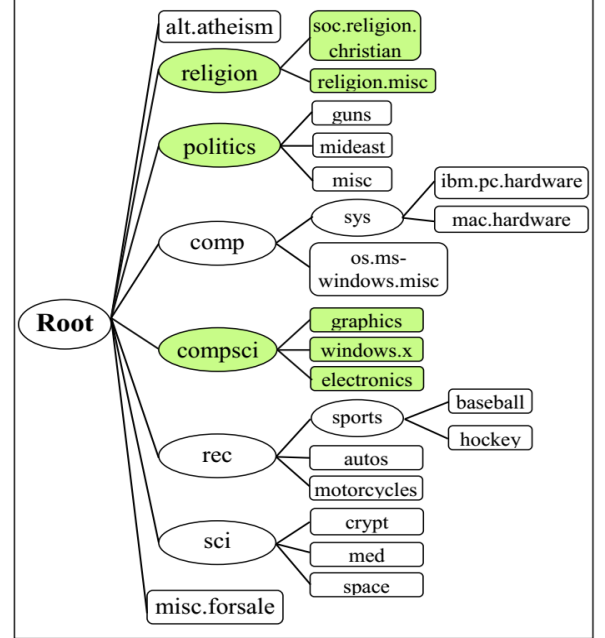 alt.atheism
soc.religion.
christian
religion
religion.misc
guns
politics
mideast
misc
ibm.pc.hardware
sys
mac.hardware
comp
os.ms-
windows.misc
Root
graphics
compsci
windows.x
electronics
baseball
sports
hockey
rec
autos
motorcycles
crypt
sci
med
space
misc.forsale